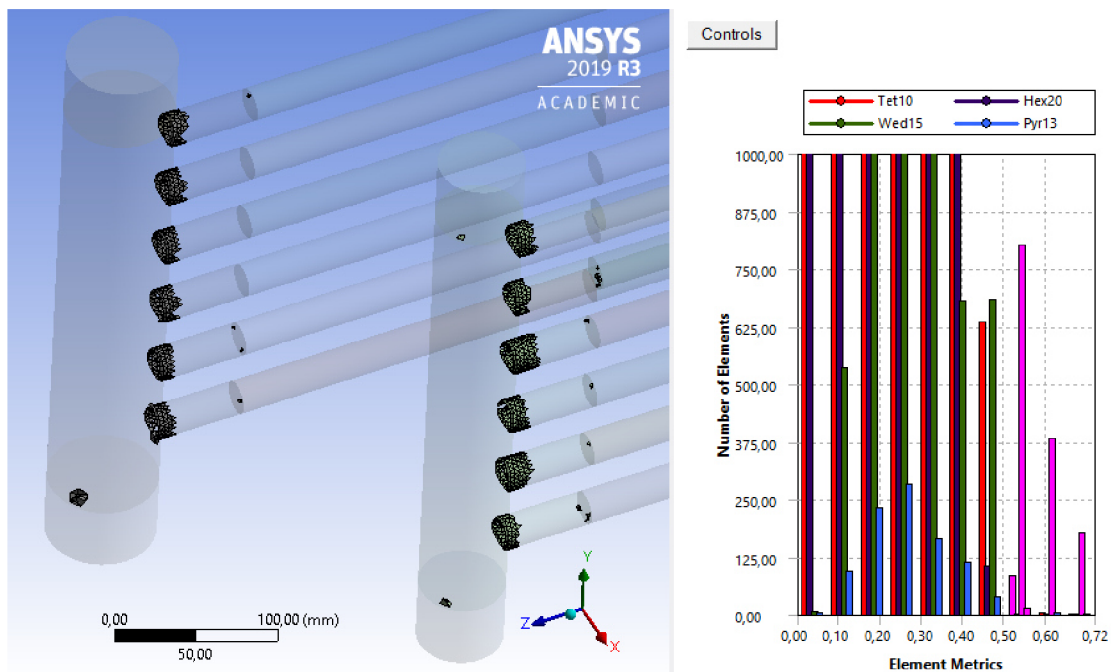 ANSYS
2019 R3
ACADEMIC
0,00
100,00 (mm)
50,00
Y
Z
X
Controls
Tet10
Hex20
Wed15
Pyr13
1000,00
875,00
750,00
625,00
500,00
375,00
250,00
125,00
0,00
Number of Elements
0,00 0,10 0,20 0,30 0,40 0,50 0,60 0,72
Element Metrics